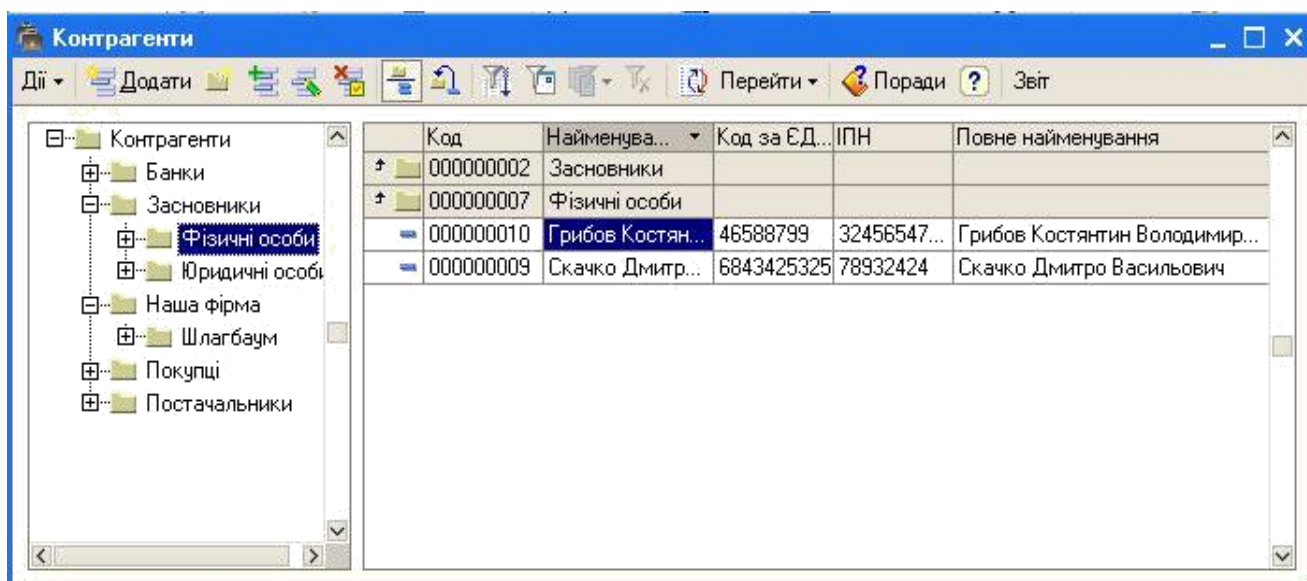 Контрагенти
Дії Додати Перейти Поради ? Звіт
Контрагенти
Банки
Засновники
Фізичні особи
Юридичні особи
Наша фірма
Шлагбаум
Покупці
Постачальники
Код Найменува... Код за ЄД... ІПН Повне найменування
000000002 Засновники
000000007 Фізичні особи
000000010 Грибов Костян... 46588799 32456547... Грибов Костянтин Володимир...
000000009 Скачко Дмитр... 6843425325 78932424 Скачко Дмитро Васильович